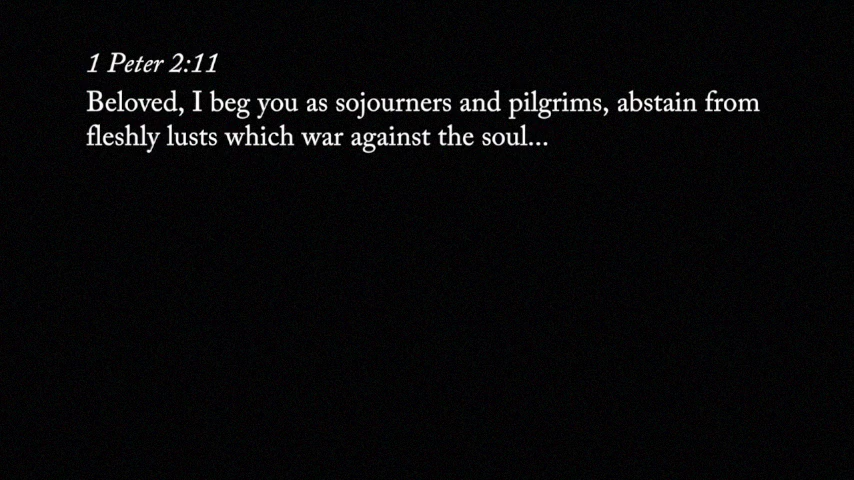 1 Peter 2:11
Beloved, I beg you as sojourners and pilgrims, abstain from
fleshly lusts which war against the soul...